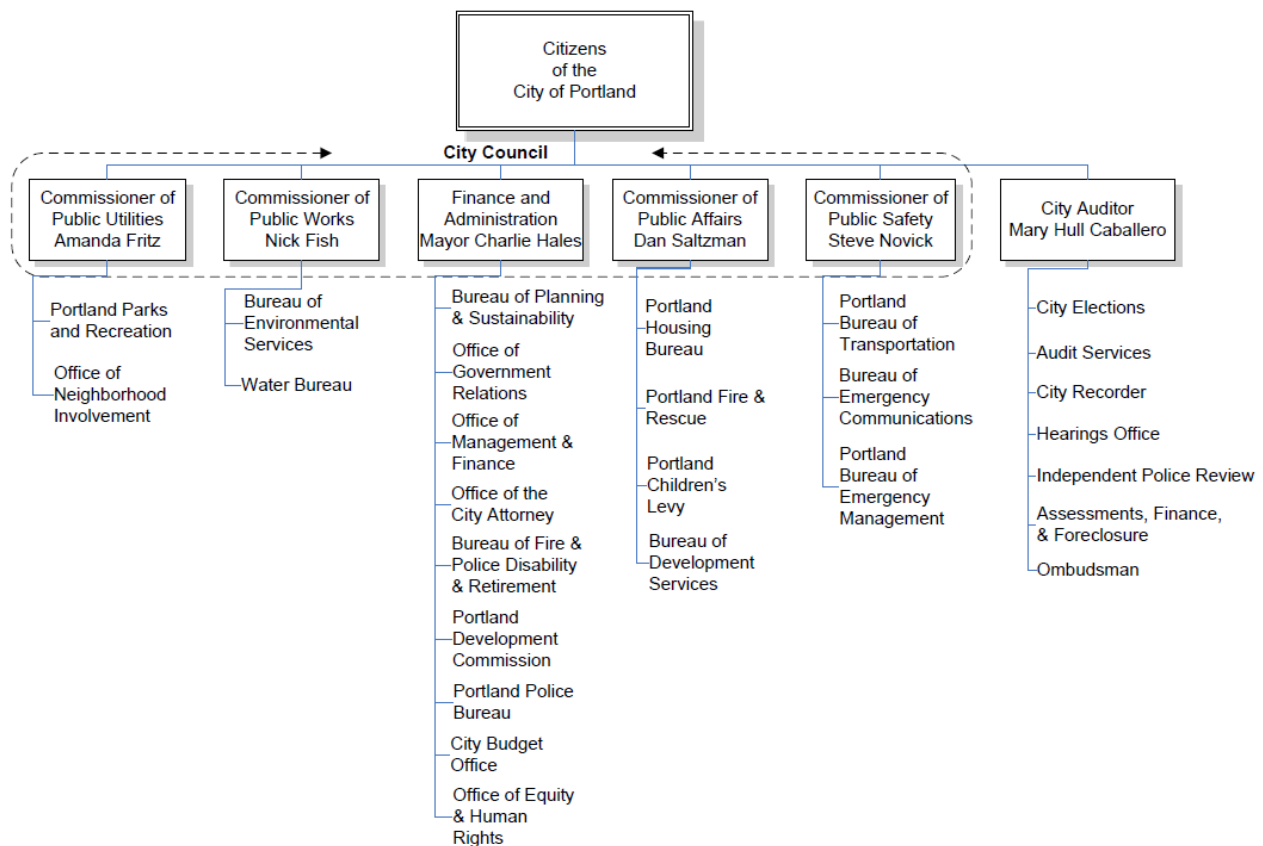 Citizens
of the
City of Portland
City Council
Commissioner of
Public Utilities
Amanda Fritz
Commissioner of
Public Works
Nick Fish
Finance and
Administration
Mayor Charlie Hales
Commissioner of
Public Affairs
Dan Saltzman
Commissioner of
Public Safety
Steve Novick
City Auditor
Mary Hull Caballero
Portland Parks
and Recreation
Office of
Neighborhood
Involvement
Bureau of
Environmental
Services
Water Bureau
Bureau of Planning
& Sustainability
Office of
Government
Relations
Office of
Management &
Finance
Office of the
City Attorney
Bureau of Fire &
Police Disability
& Retirement
Portland
Development
Commission
Portland Police
Bureau
City Budget
Office
Office of Equity
& Human
Rights
Portland
Housing
Bureau
Portland Fire &
Rescue
Portland
Children’s
Levy
Bureau of
Development
Services
Portland
Bureau of
Transportation
Bureau of
Emergency
Communications
Portland
Bureau of
Emergency
Management
City Elections
Audit Services
City Recorder
Hearings Office
Independent Police Review
Assessments, Finance,
& Foreclosure
Ombudsman